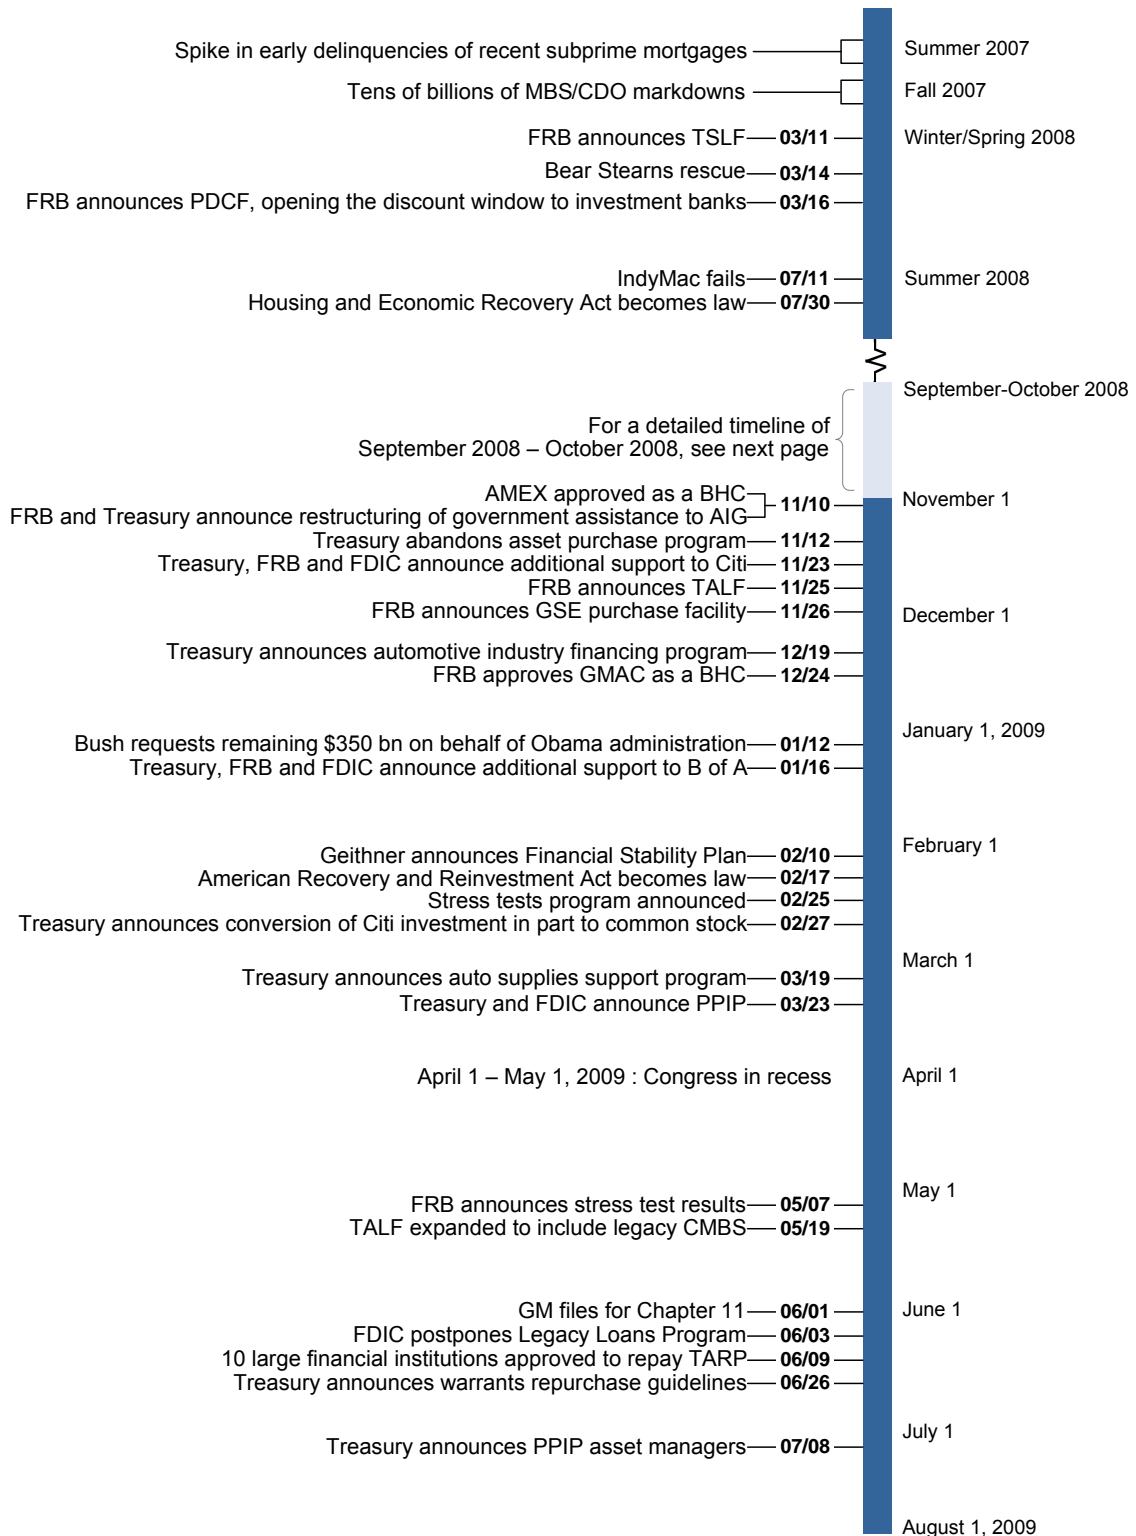 Spike in early delinquencies of recent subprime mortgages Summer 2007
Tens of billions of MBS/CDO markdowns Fall 2007
FRB announces TSLF 03/11 Winter/Spring 2008
Bear Stearns rescue 03/14
FRB announces PDCF, opening the discount window to investment banks 03/16
IndyMac fails 07/11 Summer 2008
Housing and Economic Recovery Act becomes law 07/30
September-October 2008
For a detailed timeline of
September 2008 – October 2008, see next page
AMEX approved as a BHC 11/10 November 1
FRB and Treasury announce restructuring of government assistance to AIG
Treasury abandons asset purchase program 11/12
Treasury, FRB and FDIC announce additional support to Citi 11/23
FRB announces TALF 11/25
FRB announces GSE purchase facility 11/26
December 1
Treasury announces automotive industry financing program 12/19
FRB approves GMAC as a BHC 12/24
January 1, 2009
Bush requests remaining $350 bn on behalf of Obama administration 01/12
Treasury, FRB and FDIC announce additional support to B of A 01/16
February 1
Geithner announces Financial Stability Plan 02/10
American Recovery and Reinvestment Act becomes law 02/17
Stress tests program announced 02/25
Treasury announces conversion of Citi investment in part to common stock 02/27
March 1
Treasury announces auto supplies support program 03/19
Treasury and FDIC announce PPIP 03/23
April 1 – May 1, 2009 : Congress in recess April 1
May 1
FRB announces stress test results 05/07
TALF expanded to include legacy CMBS 05/19
GM files for Chapter 11 06/01 June 1
FDIC postpones Legacy Loans Program 06/03
10 large financial institutions approved to repay TARP 06/09
Treasury announces warrants repurchase guidelines 06/26
July 1
Treasury announces PPIP asset managers 07/08
August 1, 2009